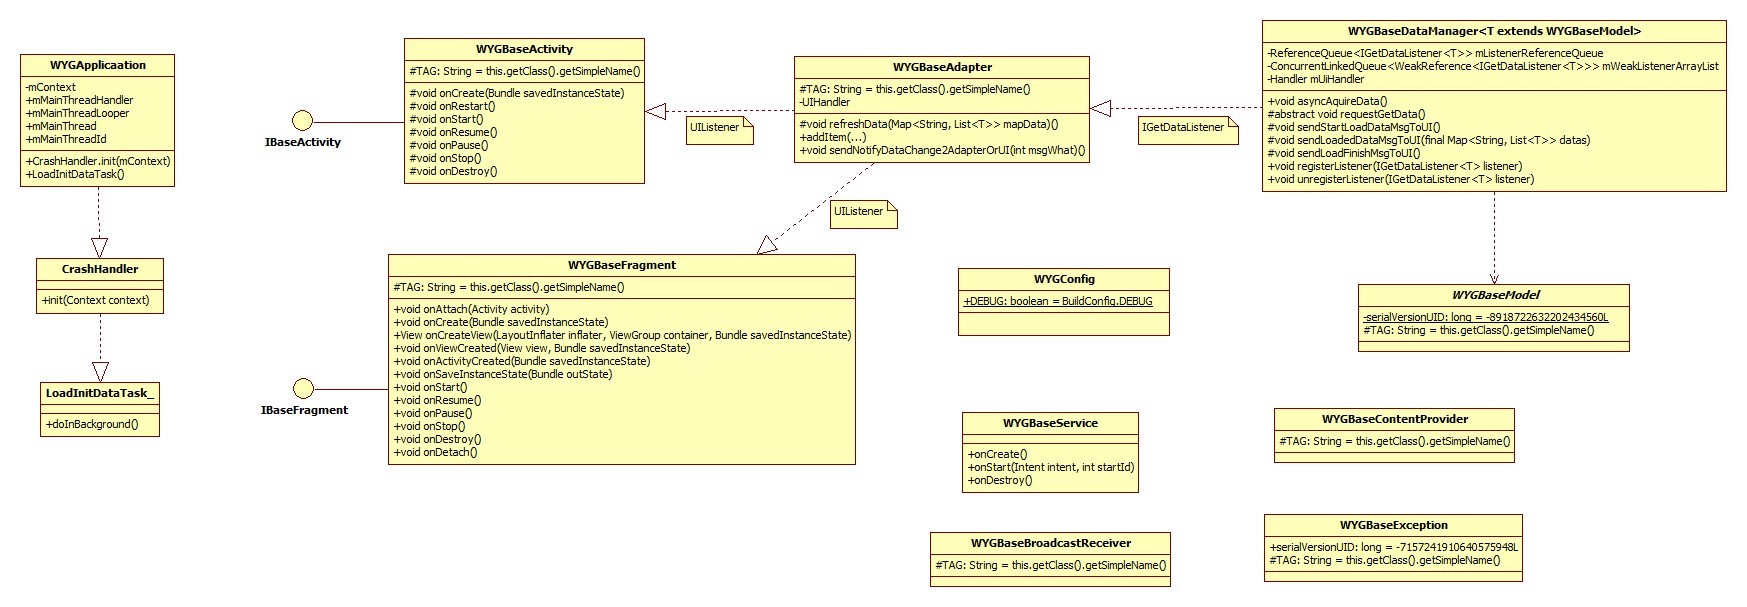 WYGApplicaation
-mContext
+mMainThreadHandler
+mMainThreadLooper
+mMainThread
+mMainThreadId
+CrashHandler.init(mContext)
+LoadInitDataTask()
CrashHandler
+init(Context context)
LoadInitDataTask_
+doInBackground()
IBaseActivity
WYGBaseActivity
#TAG: String = this.getClass().getSimpleName()
#void onCreate(Bundle savedInstanceState)
#void onRestart()
#void onStart()
#void onResume()
#void onPause()
#void onStop()
#void onDestroy()
UIListener
WYGBaseAdapter
#TAG: String = this.getClass().getSimpleName()
-UIHandler
#void refreshData(Map<String, List<T>> mapData)()
+addItem(...)
+void sendNotifyDataChange2AdapterOrUI(int msgWhat)()
IGetDataListener
WYGBaseDataManager<T extends WYGBaseModel>
-ReferenceQueue<IGetDataListener<T>> mListenerReferenceQueue
-ConcurrentLinkedQueue<WeakReference<IGetDataListener<T>>> mWeakListenerArrayList
-Handler mUiHandler
+void asyncAquireData()
#abstract void requestGetData()
#void sendStartLoadDataMsgToUI()
#void sendLoadedDataMsgToUI(final Map<String, List<T>> datas)
#void sendLoadFinishMsgToUI()
+void registerListener(IGetDataListener<T> listener)
+void unregisterListener(IGetDataListener<T> listener)
UIListener
IBaseFragment
WYGBaseFragment
#TAG: String = this.getClass().getSimpleName()
+void onAttach(Activity activity)
+void onCreate(Bundle savedInstanceState)
+View onCreateView(LayoutInflater inflater, ViewGroup container, Bundle savedInstanceState)
+void onViewCreated(View view, Bundle savedInstanceState)
+void onActivityCreated(Bundle savedInstanceState)
+void onSaveInstanceState(Bundle outState)
+void onStart()
+void onResume()
+void onPause()
+void onStop()
+void onDestroy()
+void onDetach()
WYGConfig
+DEBUG: boolean = BuildConfig.DEBUG
WYGBaseModel
-serialVersionUID: long = -8918722632202434560L
#TAG: String = this.getClass().getSimpleName()
WYGBaseService
+onCreate()
+onStart(Intent intent, int startId)
+onDestroy()
WYGBaseContentProvider
#TAG: String = this.getClass().getSimpleName()
WYGBaseBroadcastReceiver
#TAG: String = this.getClass().getSimpleName()
WYGBaseException
+serialVersionUID: long = -7157241910640575948L
#TAG: String = this.getClass().getSimpleName()